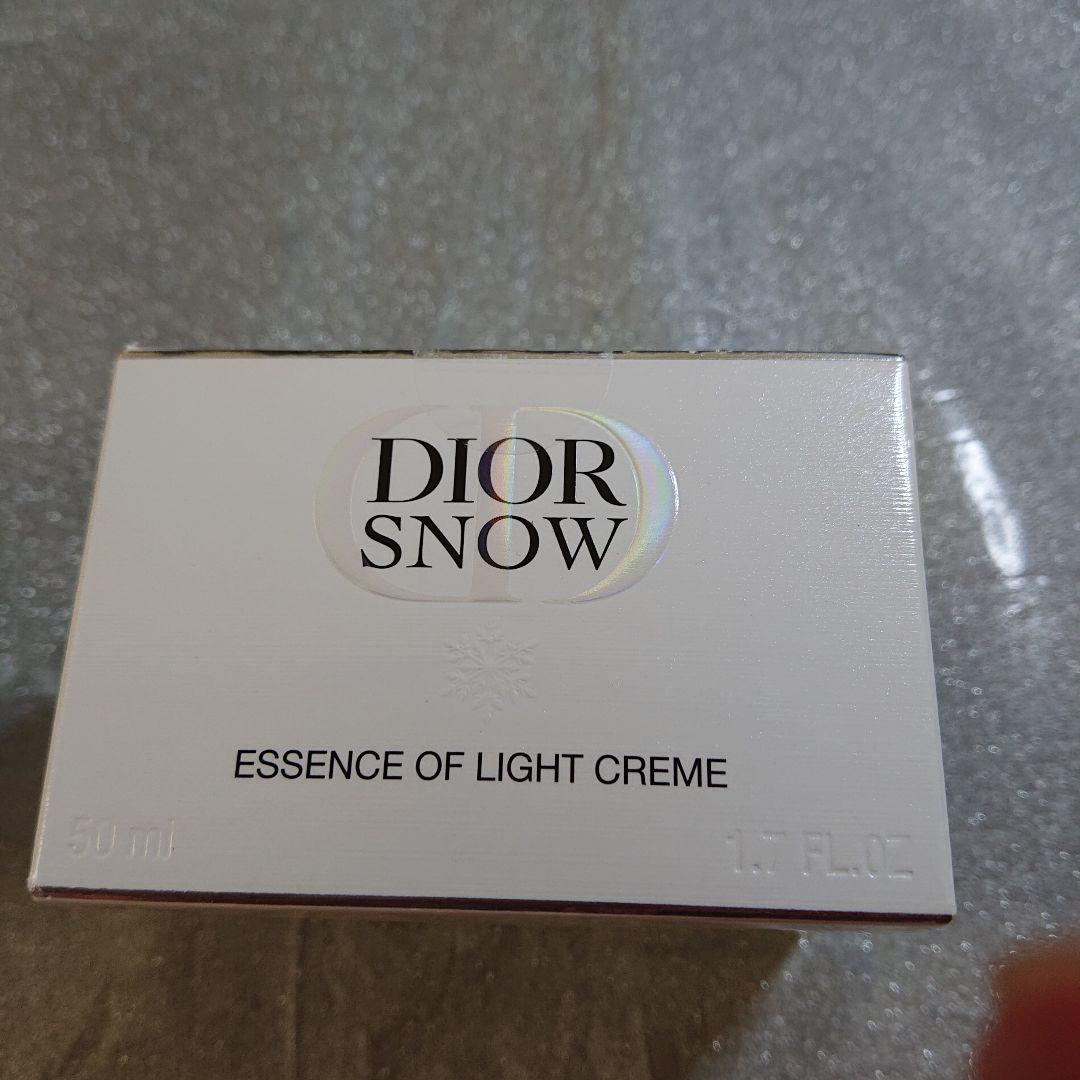 DIOR
SNOW
ESSENCE OF LIGHT CREME
50 ml
1.7 FL.OZ